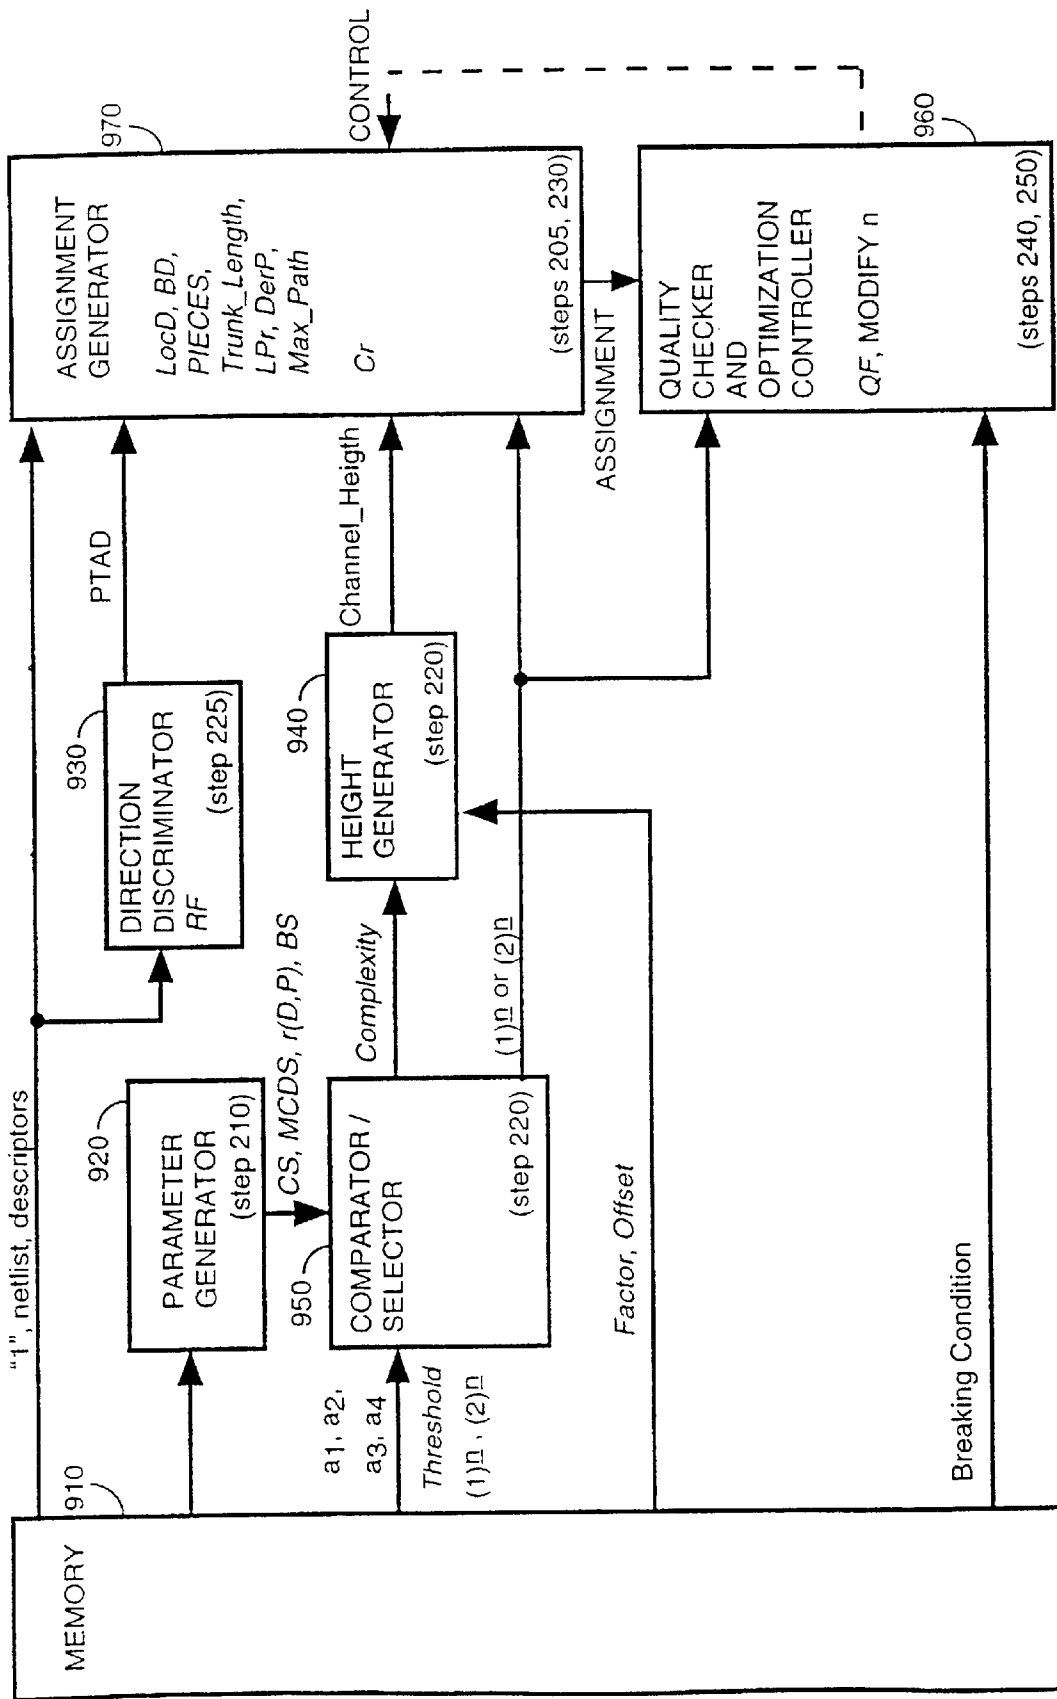 MEMORY
910
"1", netlist, descriptors
920
PARAMETER
GENERATOR
(step 210)
CS, MCDS, r(D,P), BS
930
DIRECTION
DISCRIMINATOR
RF
(step 225)
PTAD
a1, a2,
a3, a4
Threshold
(1)n, (2)n
950
COMPARATOR /
SELECTOR
(step 220)
Complexity
(1)n or (2)n
940
HEIGHT
GENERATOR
(step 220)
Channel_Heigth
Factor, Offset
Breaking Condition
970
ASSIGNMENT
GENERATOR
LocD, BD,
PIECES,
Trunk_Length,
LPr, DerP,
Max_Path
Cr
(steps 205, 230)
CONTROL
ASSIGNMENT
960
QUALITY
CHECKER
AND
OPTIMIZATION
CONTROLLER
QF, MODIFY n
(steps 240, 250)